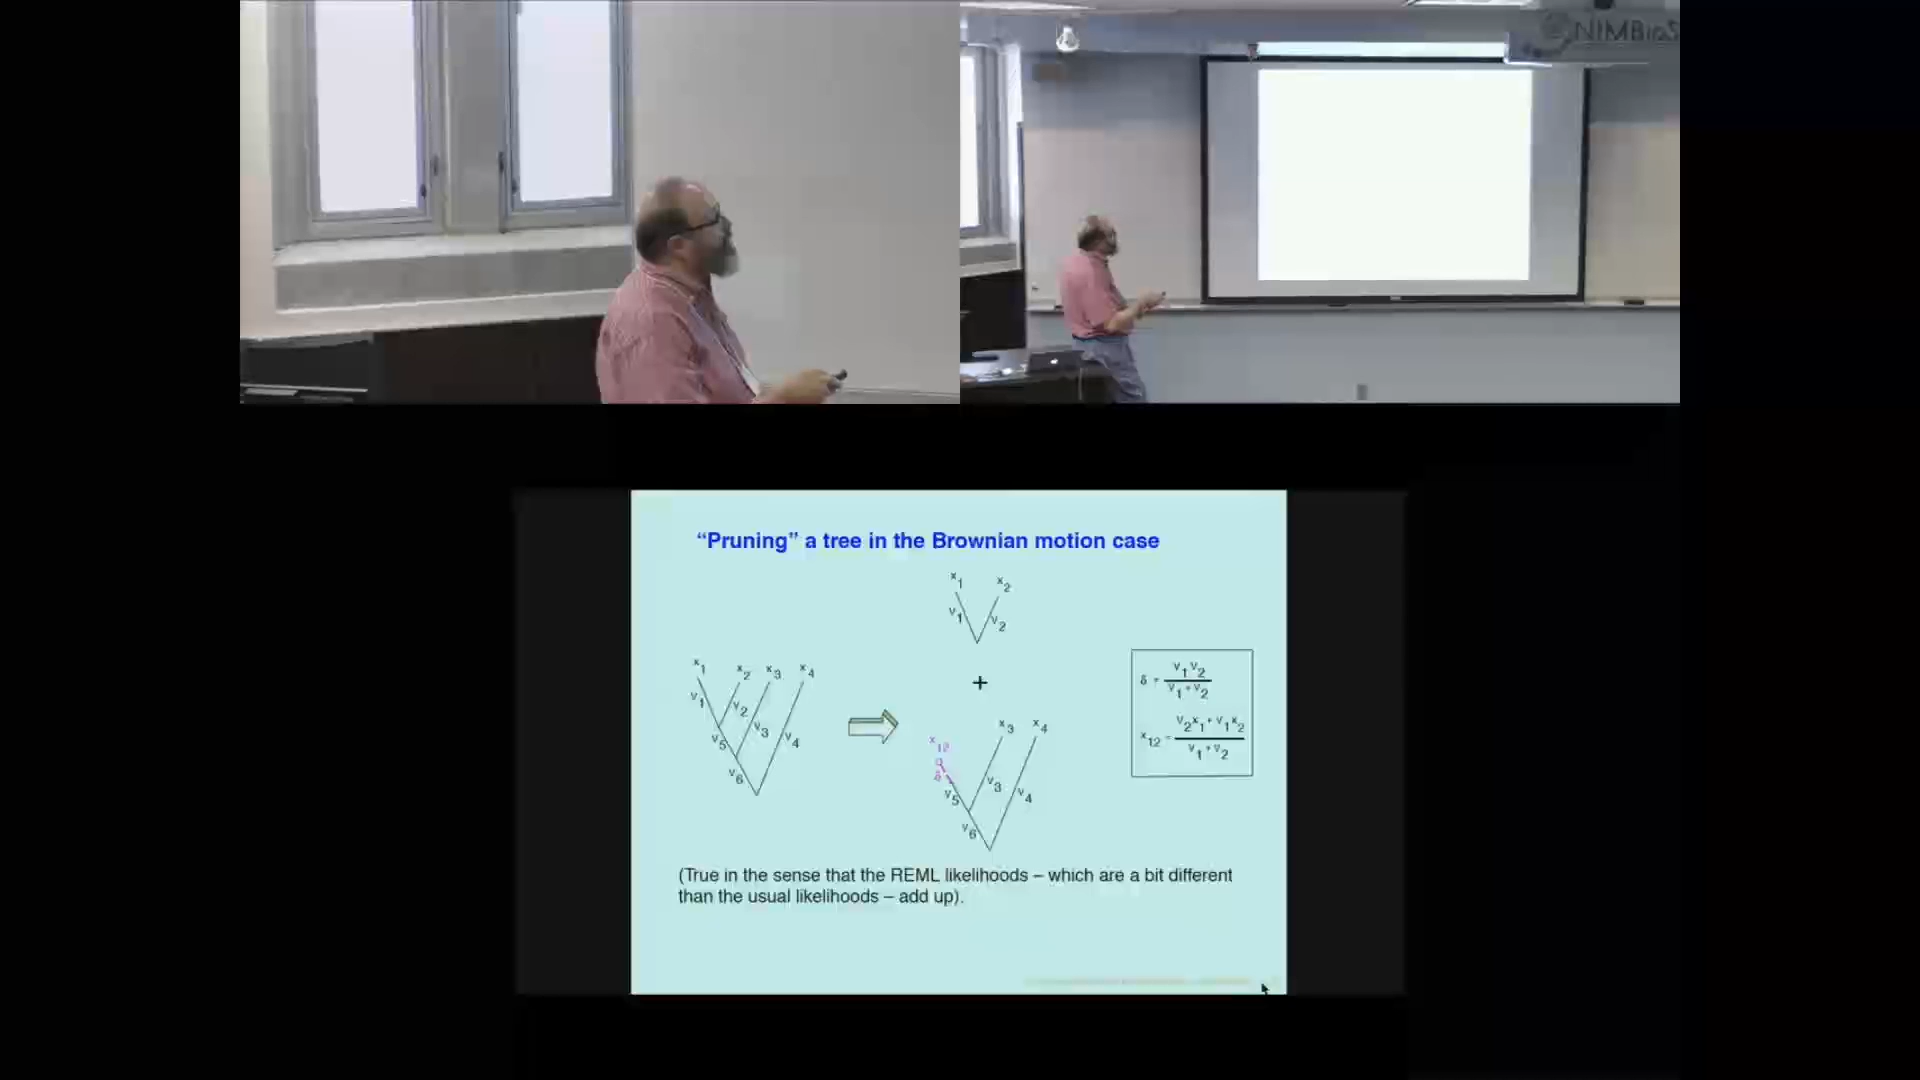 NIMBioS
“Pruning” a tree in the Brownian motion case
x1 x2
v1 v2
+
x1 x2 x3 x4
v1 v2 v3 v4
v5
v6
x12 x3 x4
δ
v5 v3 v4
v6
δ = v1 v2 / v1 + v2
x12 = v2x1 + v1x2 / v1 + v2
(True in the sense that the REML likelihoods – which are a bit different
than the usual likelihoods – add up).